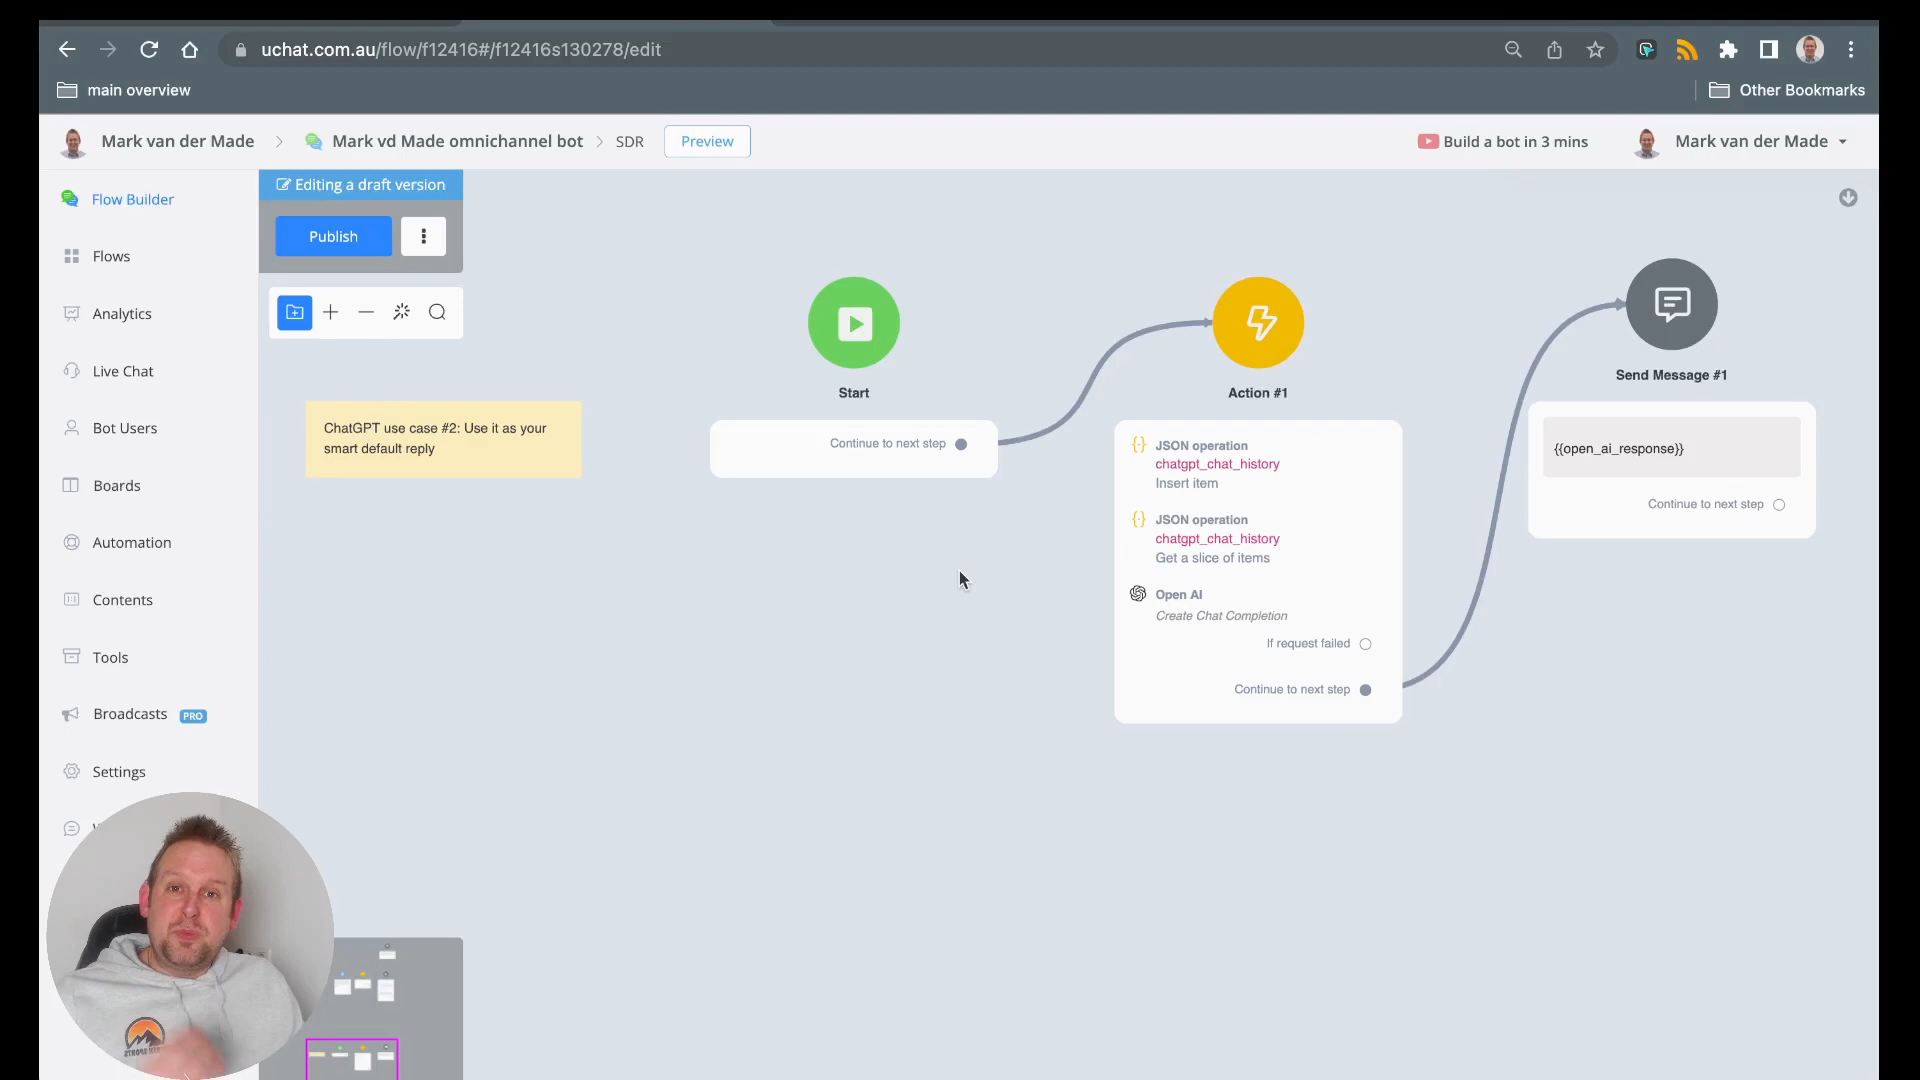 uchat.com.au/flow/f12416#/f12416s130278/edit
main overview
Other Bookmarks
Mark van der Made
Mark vd Made omnichannel bot
SDR
Preview
Build a bot in 3 mins
Mark van der Made
Flow Builder
Flows
Analytics
Live Chat
Bot Users
Boards
Automation
Contents
Tools
Broadcasts PRO
Settings
Editing a draft version
Publish
ChatGPT use case #2: Use it as your
smart default reply
Start
Continue to next step
Action #1
JSON operation
chatgpt_chat_history
Insert item
JSON operation
chatgpt_chat_history
Get a slice of items
Open AI
Create Chat Completion
If request failed
Continue to next step
Send Message #1
{{open_ai_response}}
Continue to next step